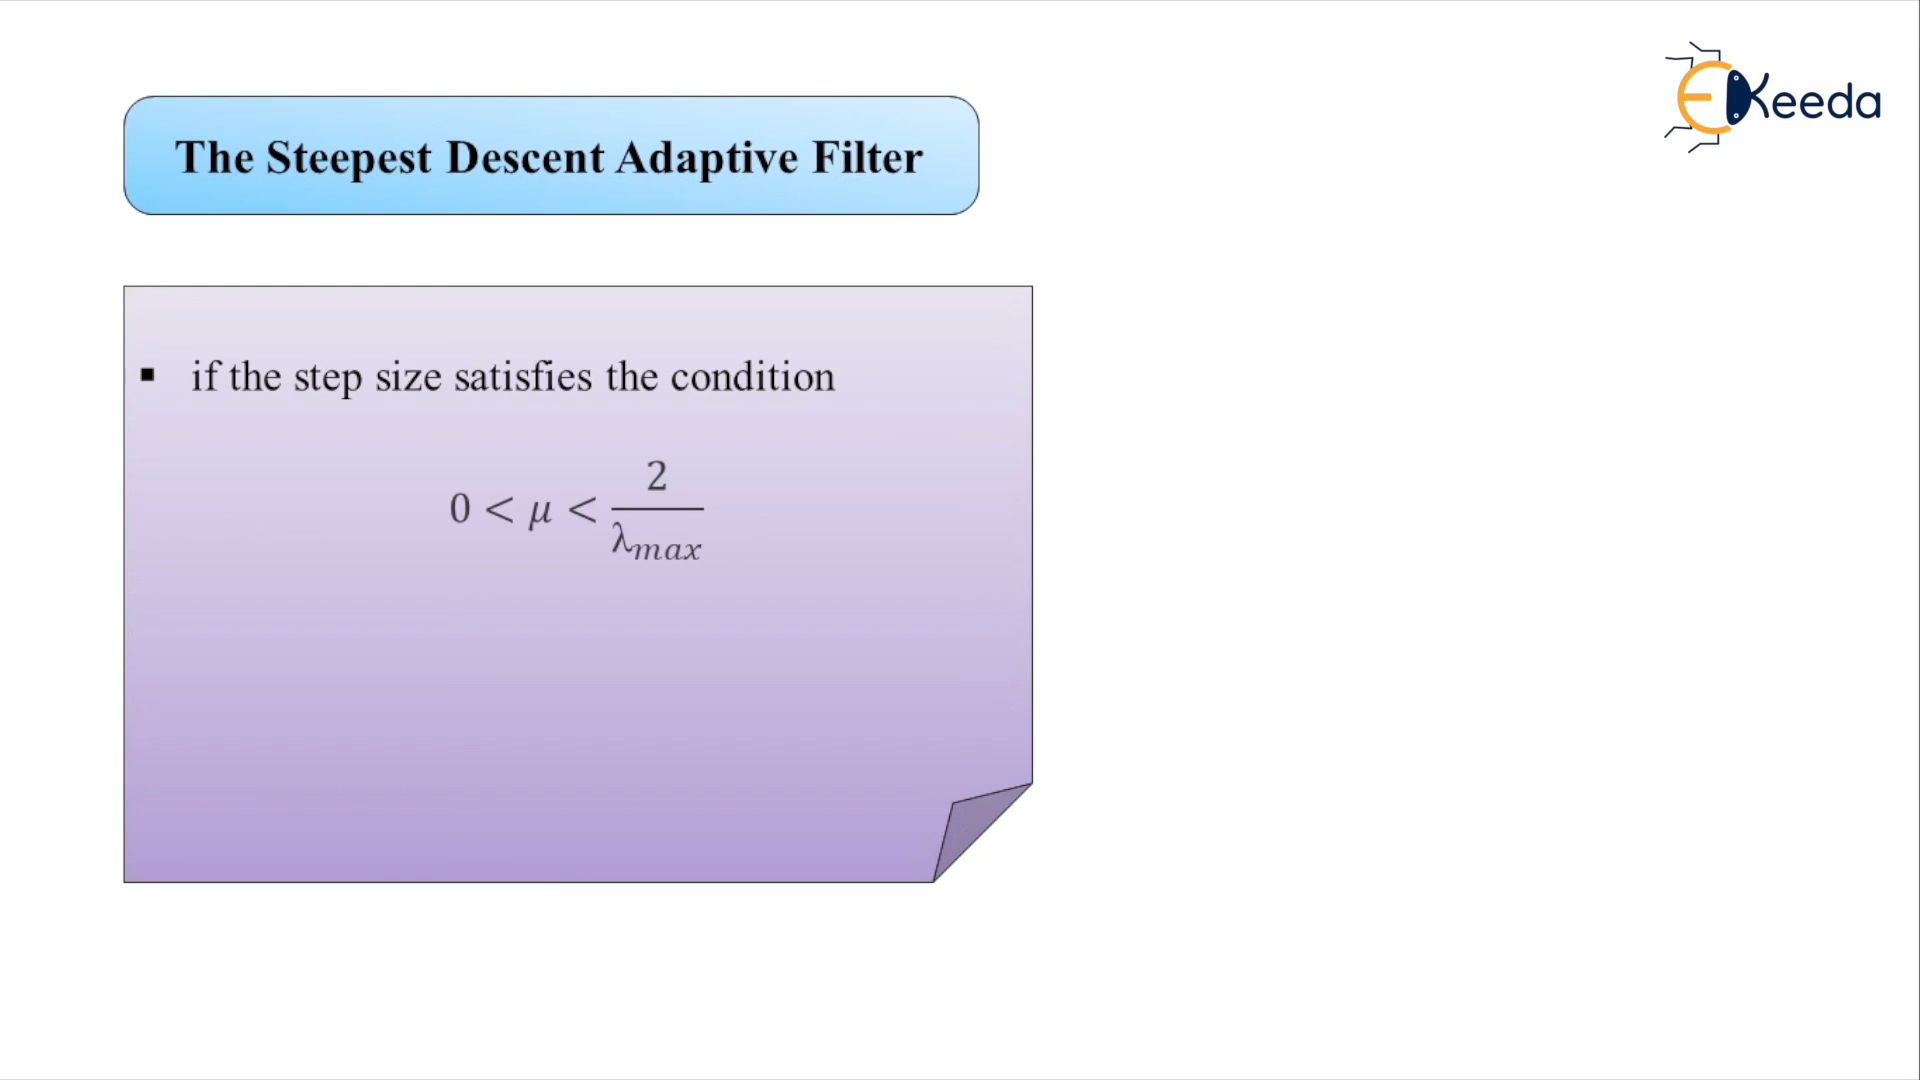 EKeeda
The Steepest Descent Adaptive Filter
▪ if the step size satisfies the condition
0 < μ < 2/λmax